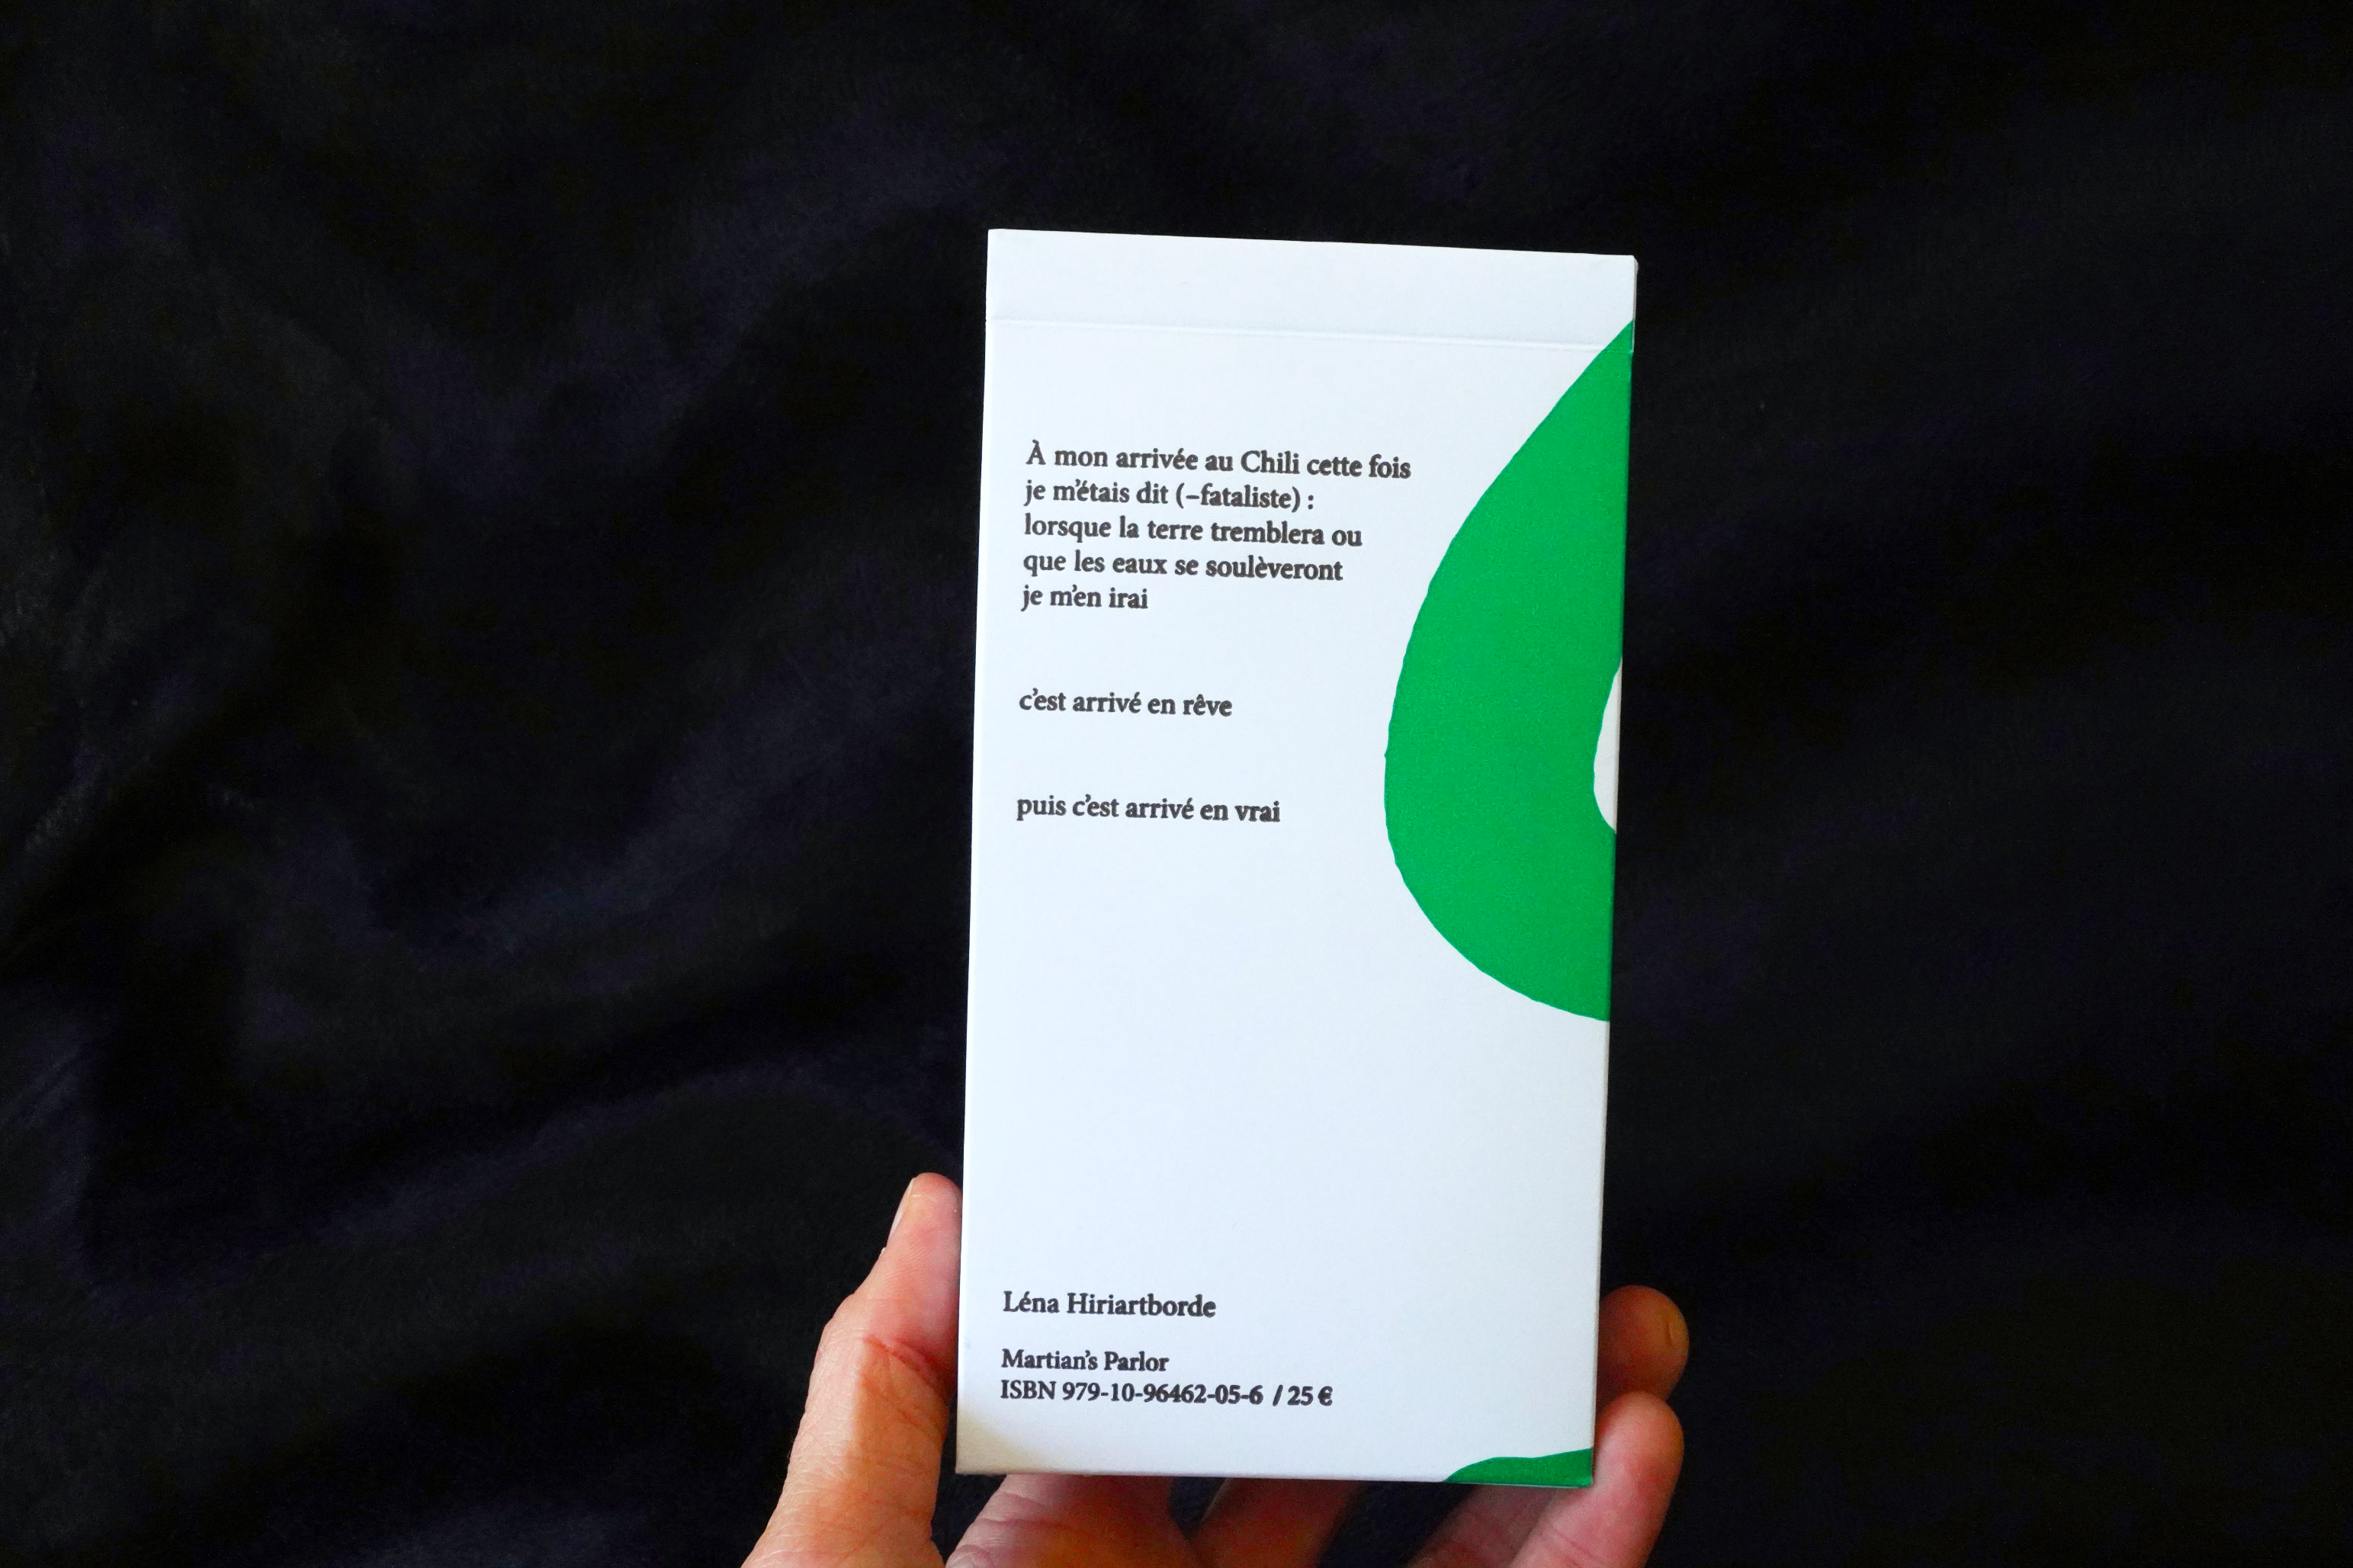 À mon arrivée au Chili cette fois
je m’étais dit (–fataliste) :
lorsque la terre tremblera ou
que les eaux se soulèveront
je m’en irai
c’est arrivé en rêve
puis c’est arrivé en vrai
Léna Hiriartborde
Martian’s Parlor
ISBN 979-10-96462-05-6 / 25 €